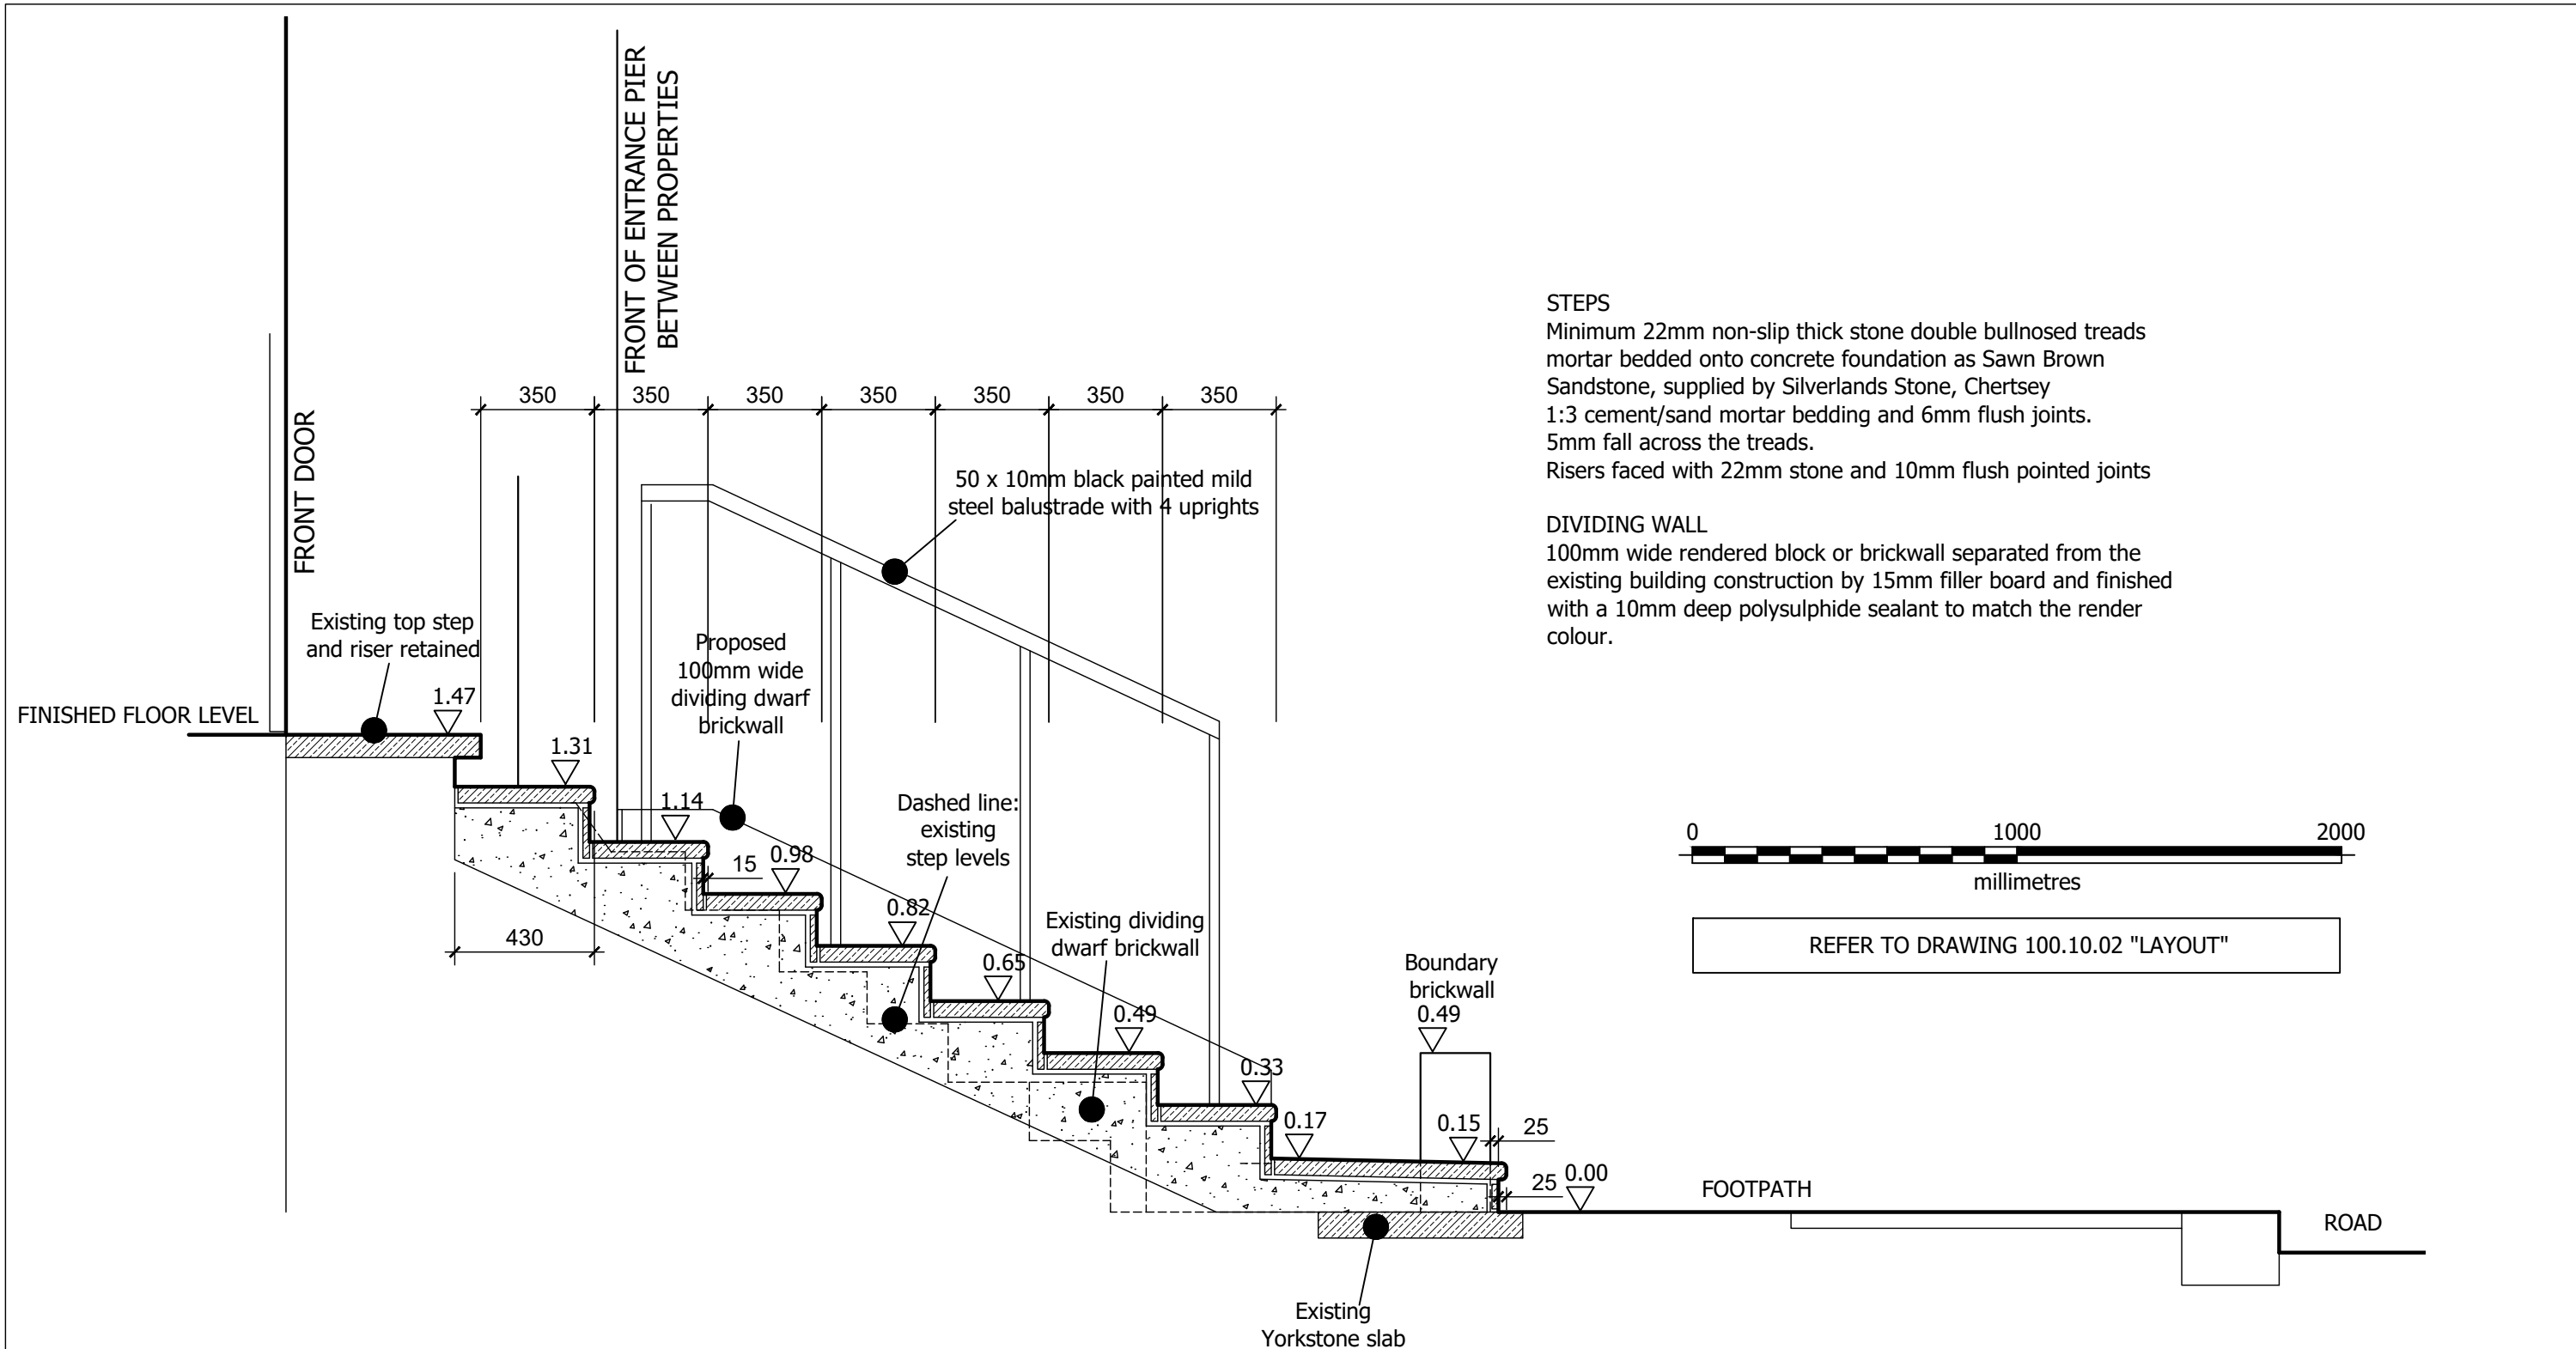 FRONT DOOR
FRONT OF ENTRANCE PIER
BETWEEN PROPERTIES
STEPS
Minimum 22mm non-slip thick stone double bullnosed treads
mortar bedded onto concrete foundation as Sawn Brown
Sandstone, supplied by Silverlands Stone, Chertsey
1:3 cement/sand mortar bedding and 6mm flush joints.
5mm fall across the treads.
Risers faced with 22mm stone and 10mm flush pointed joints
DIVIDING WALL
100mm wide rendered block or brickwall separated from the
existing building construction by 15mm filler board and finished
with a 10mm deep polysulphide sealant to match the render
colour.
350
350
350
350
350
350
350
50 x 10mm black painted mild
steel balustrade with 4 uprights
Existing top step
and riser retained
Proposed
100mm wide
dividing dwarf
brickwall
FINISHED FLOOR LEVEL
1.47
1.31
1.14
15
0.98
Dashed line:
existing
step levels
0.82
430
Existing dividing
dwarf brickwall
0.65
0.49
Boundary
brickwall
0.49
0.33
0.17
0.15
25
25
0.00
FOOTPATH
ROAD
Existing
Yorkstone slab
0
1000
2000
millimetres
REFER TO DRAWING 100.10.02 "LAYOUT"